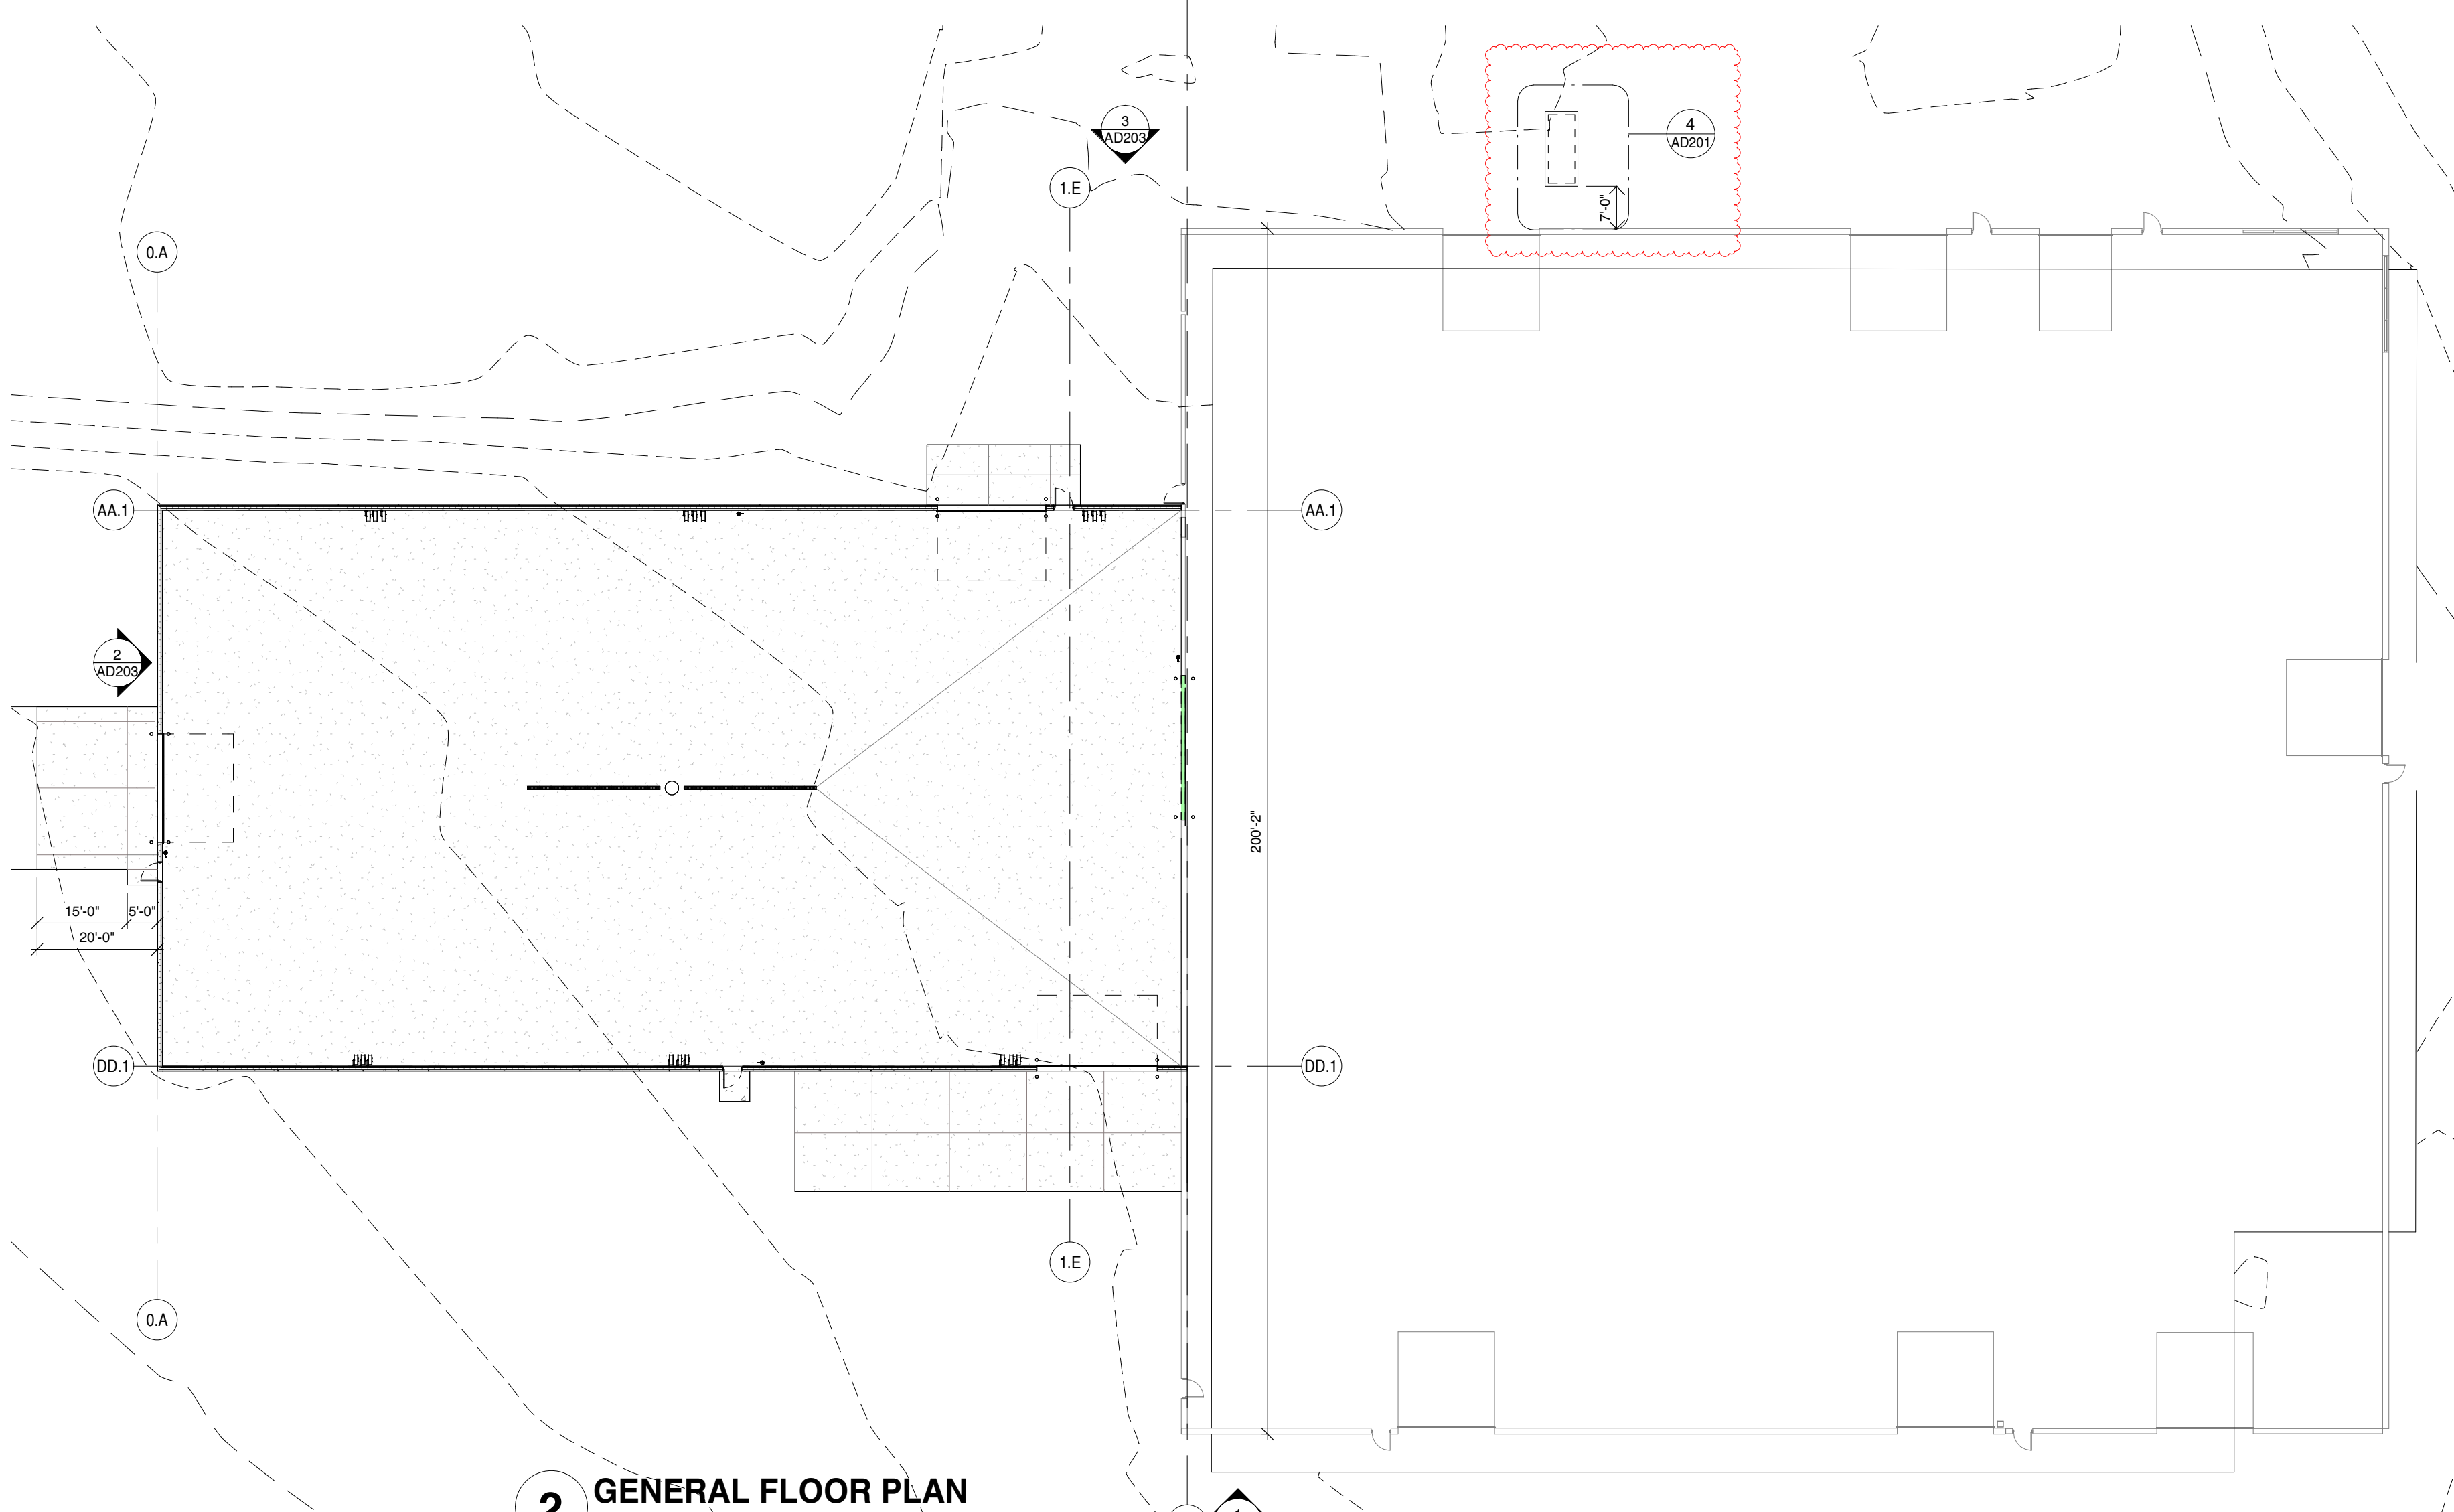 3
AD203
4
AD201
1.E
7'-0"
0.A
AA.1
AA.1
2
AD203
200'-2"
15'-0"
5'-0"
20'-0"
DD.1
DD.1
1.E
0.A
2
GENERAL FLOOR PLAN
1